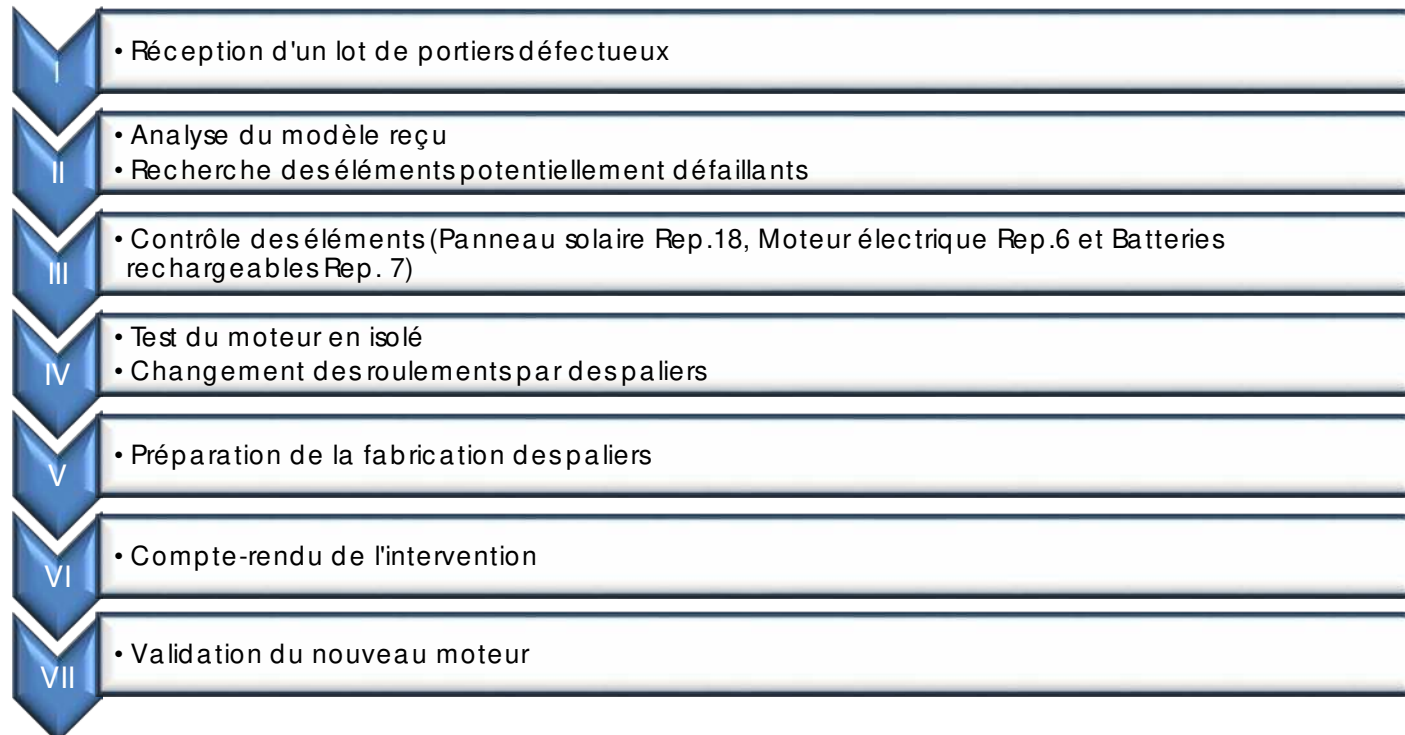 I
• Réception d'un lot de portiers défectueux
II
• Analyse du modèle reçu
• Recherche des éléments potentiellement défaillants
III
• Contrôle des éléments (Panneau solaire Rep.18, Moteur électrique Rep.6 et Batteries
rechargeables Rep. 7)
IV
• Test du moteur en isolé
• Changement des roulements par des paliers
V
• Préparation de la fabrication des paliers
VI
• Compte-rendu de l'intervention
VII
• Validation du nouveau moteur